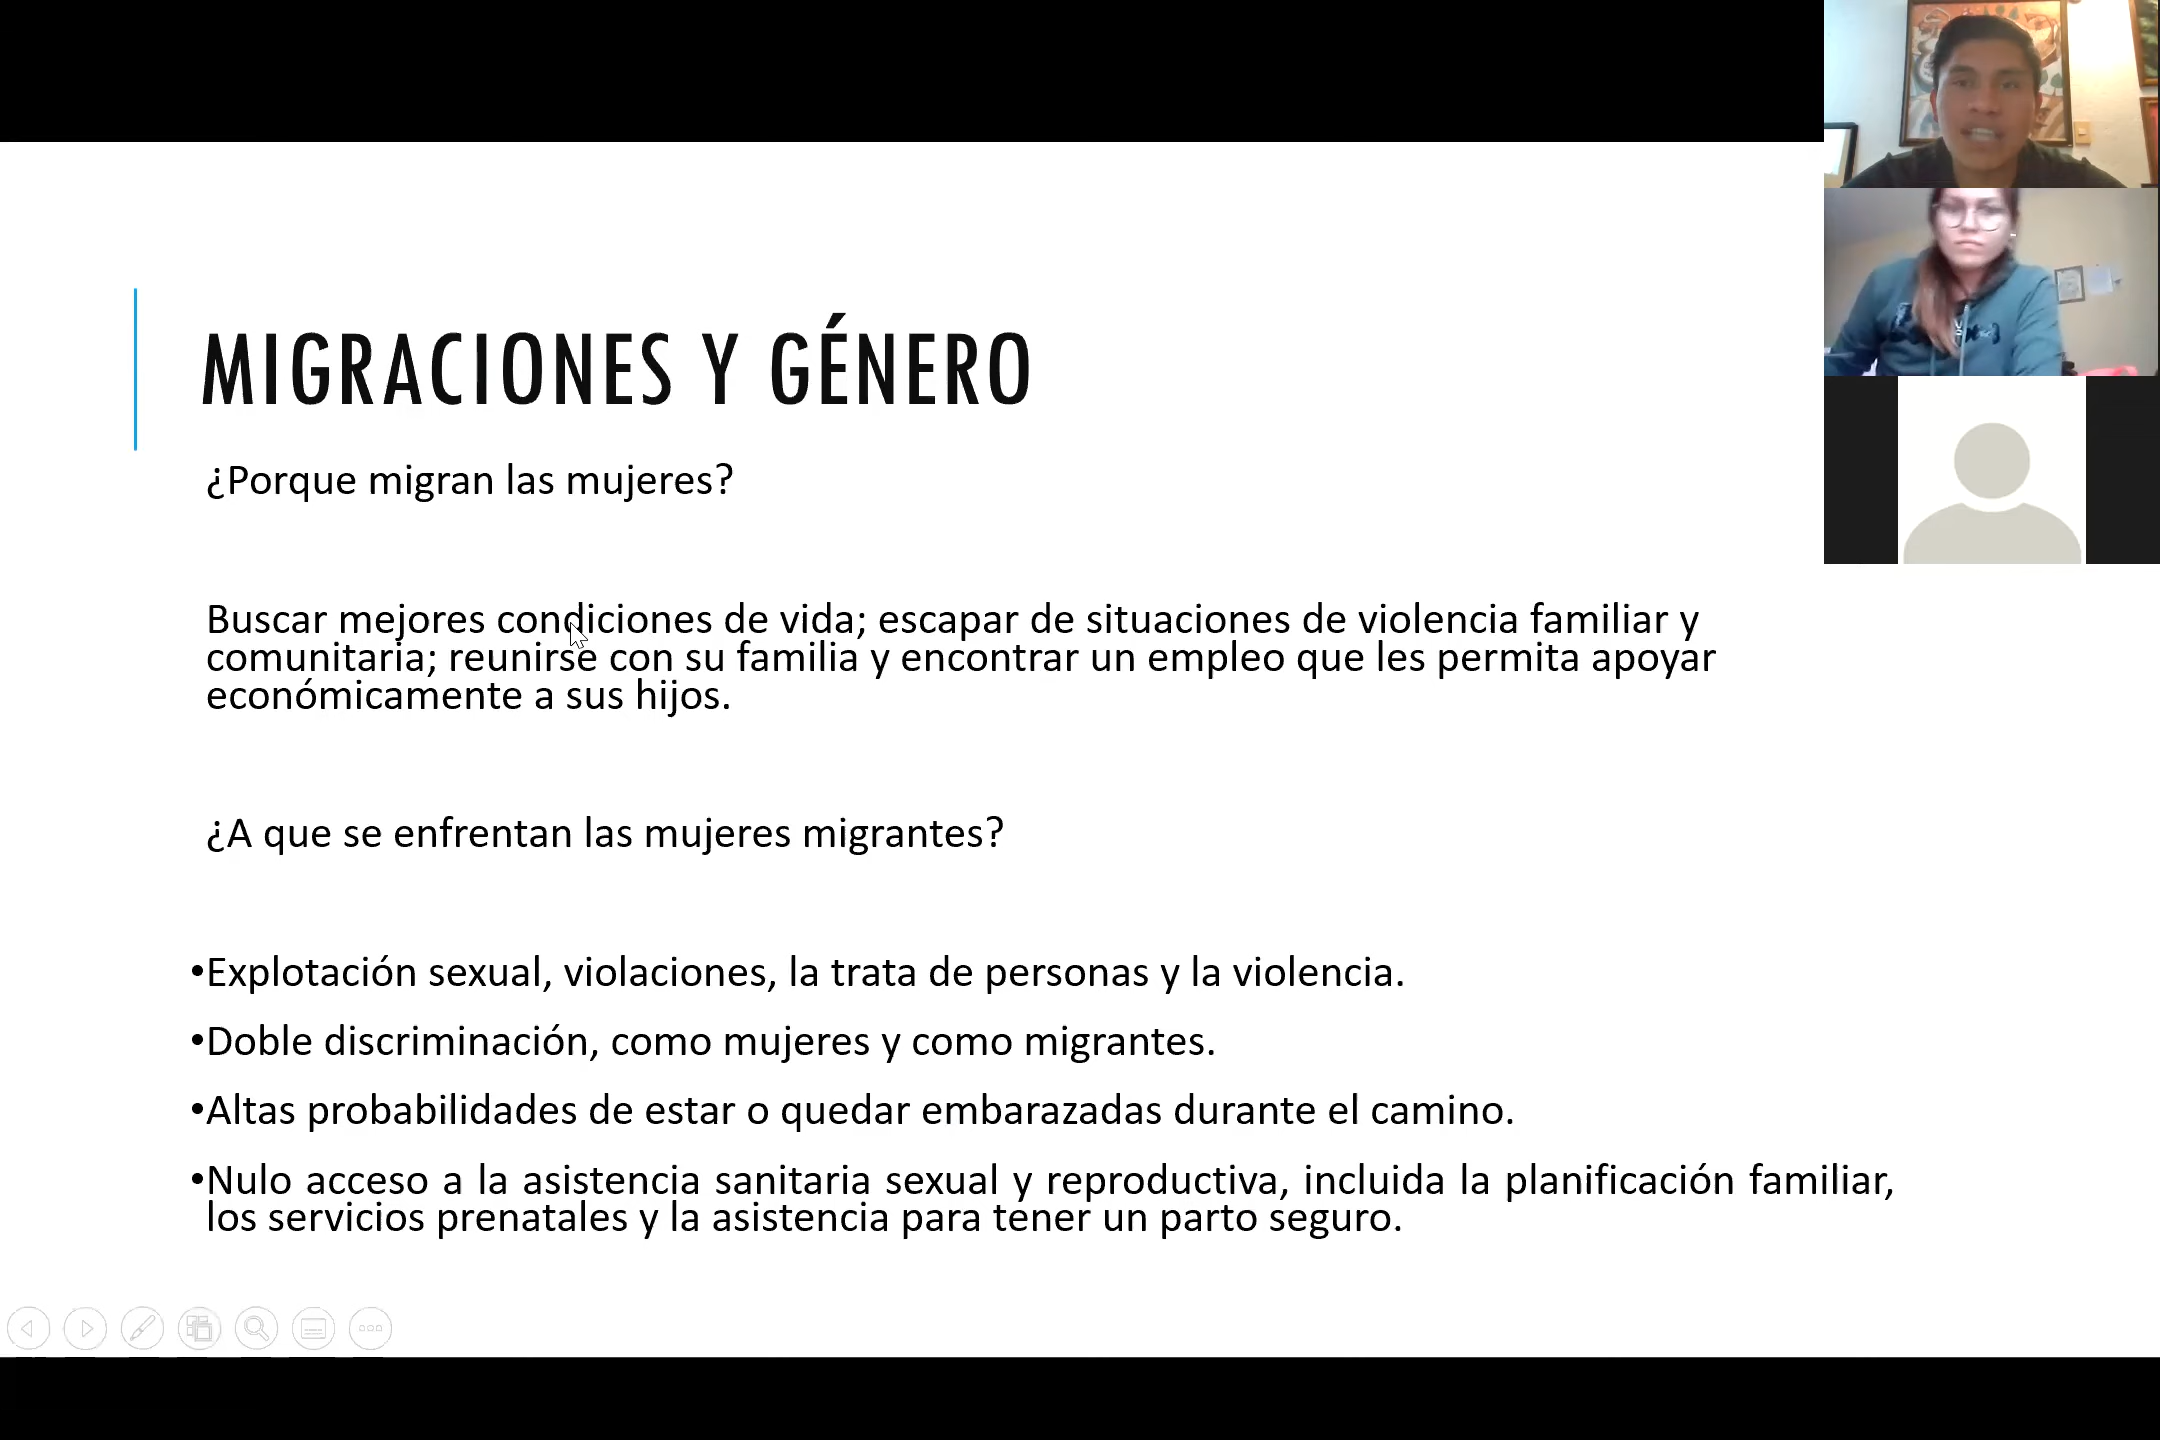 MIGRACIONES Y GÉNERO
¿Porque migran las mujeres?
Buscar mejores condiciones de vida; escapar de situaciones de violencia familiar y
comunitaria; reunirse con su familia y encontrar un empleo que les permita apoyar
económicamente a sus hijos.
¿A que se enfrentan las mujeres migrantes?
•Explotación sexual, violaciones, la trata de personas y la violencia.
•Doble discriminación, como mujeres y como migrantes.
•Altas probabilidades de estar o quedar embarazadas durante el camino.
•Nulo acceso a la asistencia sanitaria sexual y reproductiva, incluida la planificación familiar,
los servicios prenatales y la asistencia para tener un parto seguro.